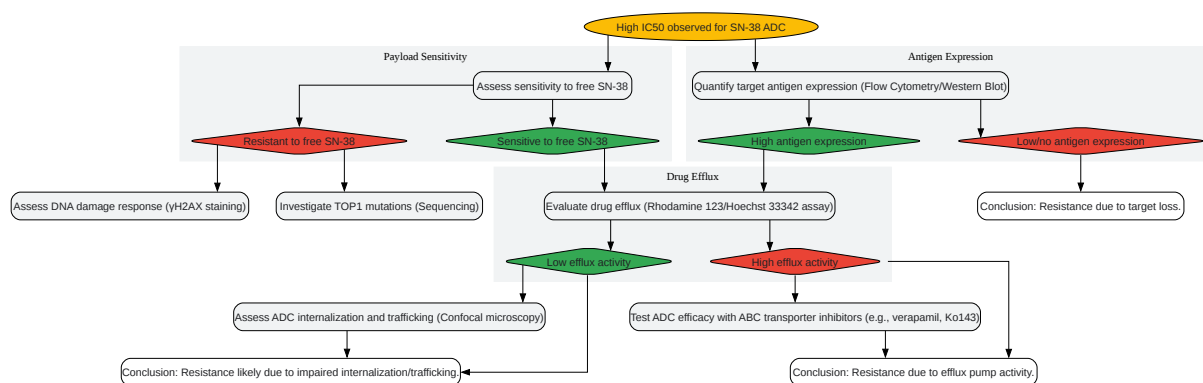 High IC50 observed for SN-38 ADC
Payload Sensitivity
Antigen Expression
Assess sensitivity to free SN-38
Quantify target antigen expression (Flow Cytometry/Western Blot)
Resistant to free SN-38
Sensitive to free SN-38
High antigen expression
Low/no antigen expression
Drug Efflux
Assess DNA damage response (γH2AX staining)
Investigate TOP1 mutations (Sequencing)
Evaluate drug efflux (Rhodamine 123/Hoechst 33342 assay)
Conclusion: Resistance due to target loss.
Low efflux activity
High efflux activity
Assess ADC internalization and trafficking (Confocal microscopy)
Test ADC efficacy with ABC transporter inhibitors (e.g., verapamil, Ko143)
Conclusion: Resistance likely due to impaired internalization/trafficking.
Conclusion: Resistance due to efflux pump activity.